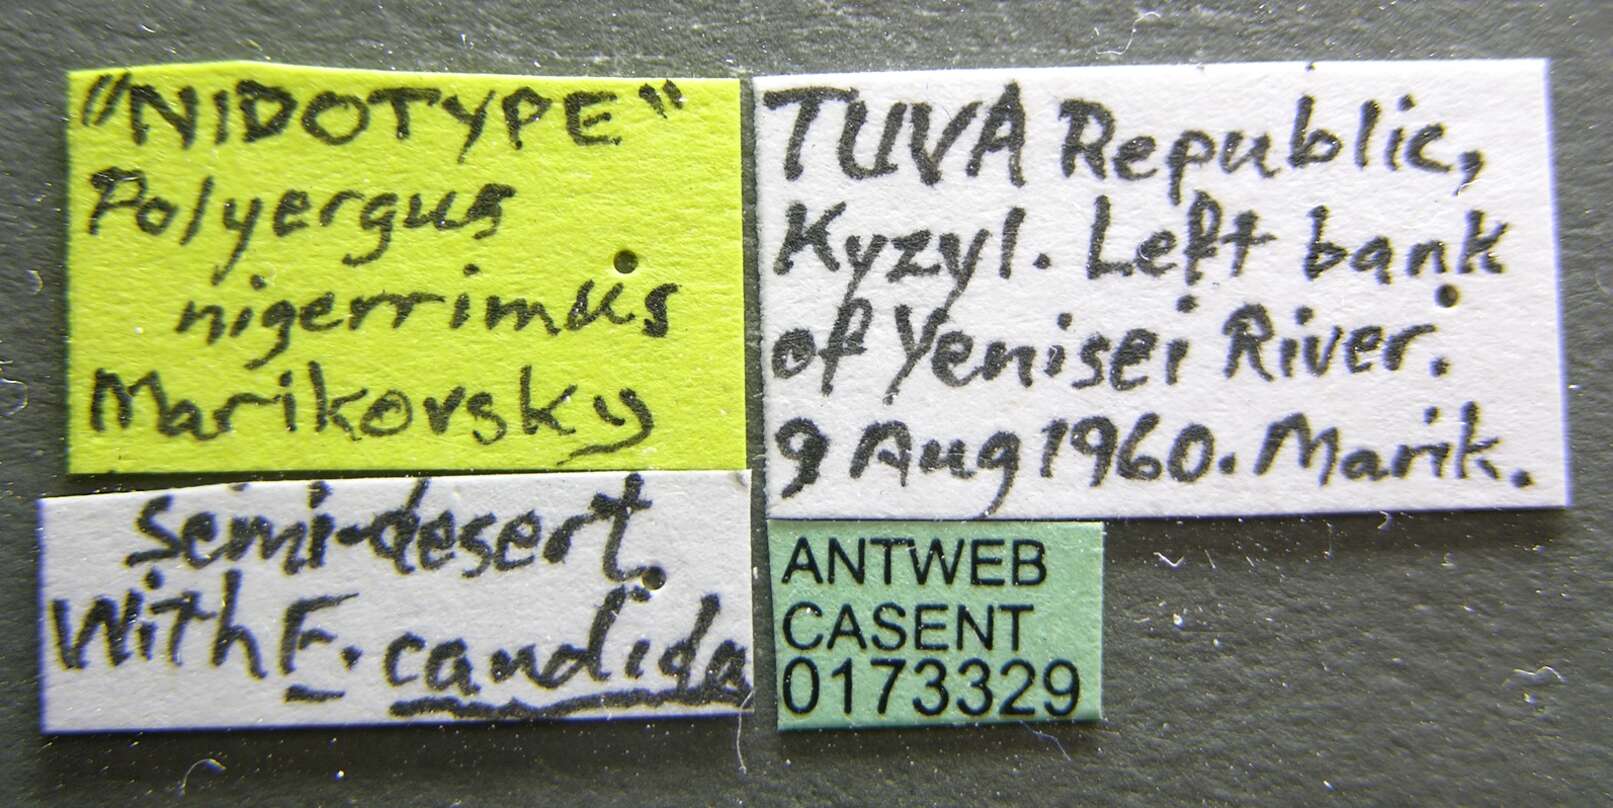 "NIDOTYPE"
Polyergus
nigerrimus
Marikovsky
TUVA Republic,
Kyzyl. Left bank
of Yenisei River.
9 Aug 1960. Marik.
semi-desert.
With F. candida
ANTWEB
CASENT
0173329